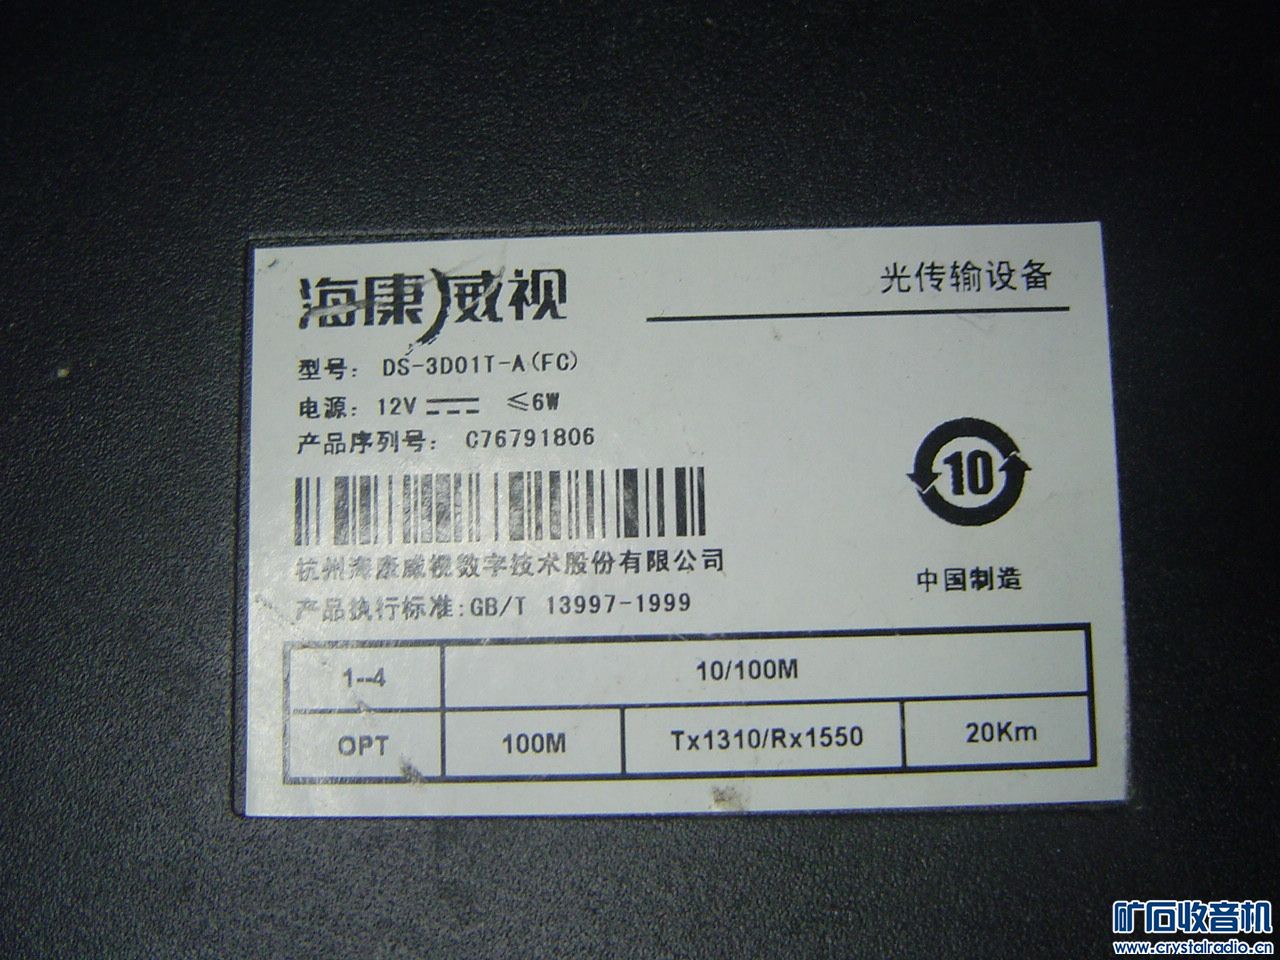 海康威视
光传输设备
型号: DS-3D01T-A(FC)
电源: 12V ≤6W
产品序列号: C76791806
10
杭州海康威视数字技术股份有限公司
中国制造
产品执行标准:GB/T 13997-1999
1--4 10/100M
OPT 100M Tx1310/Rx1550 20Km
矿石收音机
www.crystalradio.cn